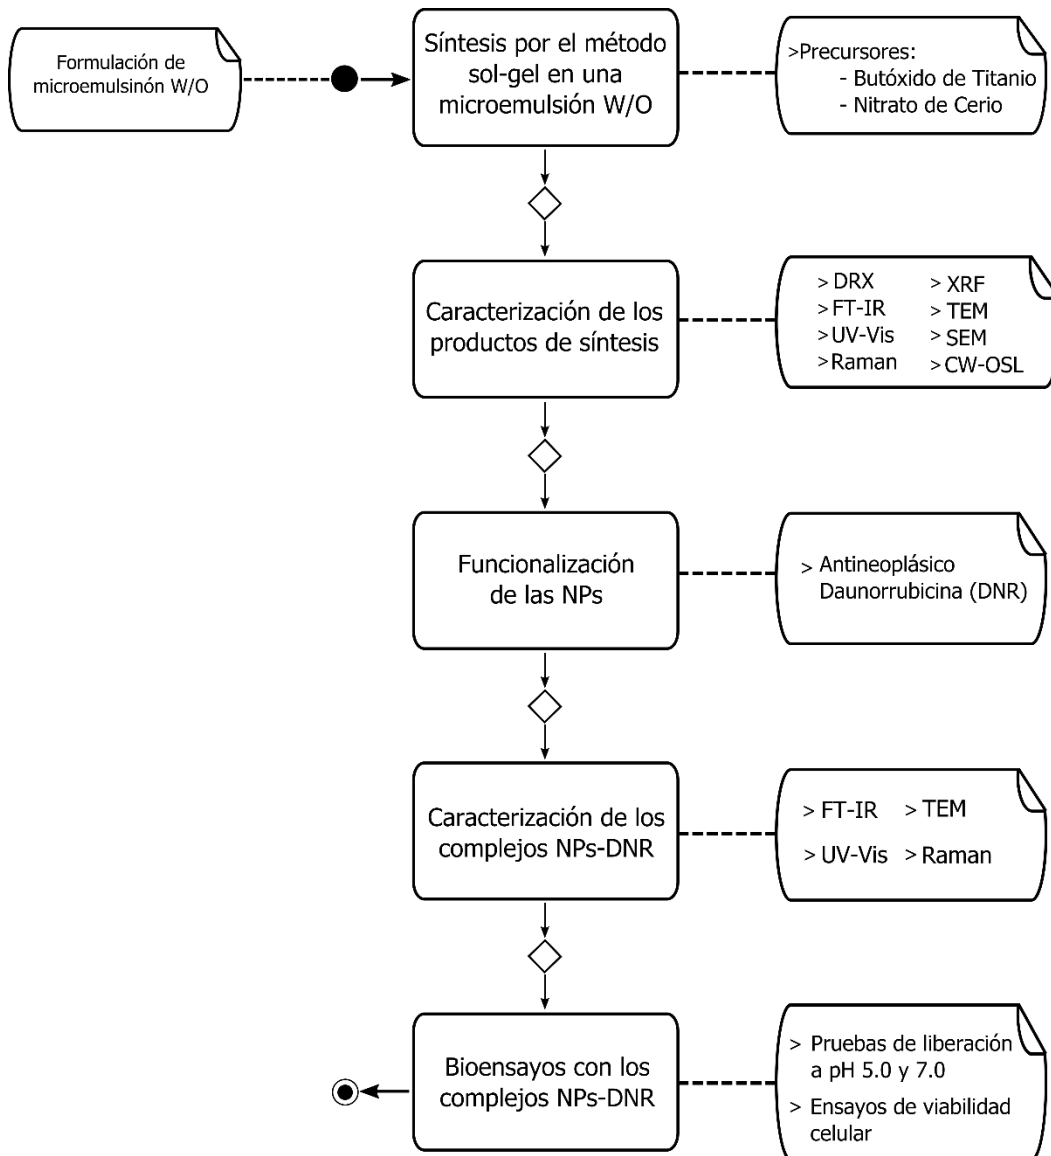 Formulación de
microemulsinón W/O
Síntesis por el método
sol-gel en una
microemulsión W/O
>Precursores:
- Butóxido de Titanio
- Nitrato de Cerio
Caracterización de los
productos de síntesis
> DRX
> FT-IR
> UV-Vis
> Raman
> XRF
> TEM
> SEM
> CW-OSL
Funcionalización
de las NPs
> Antineoplásico
Daunorrubicina (DNR)
Caracterización de los
complejos NPs-DNR
> FT-IR
> UV-Vis
> TEM
> Raman
Bioensayos con los
complejos NPs-DNR
> Pruebas de liberación
a pH 5.0 y 7.0
> Ensayos de viabilidad
celular